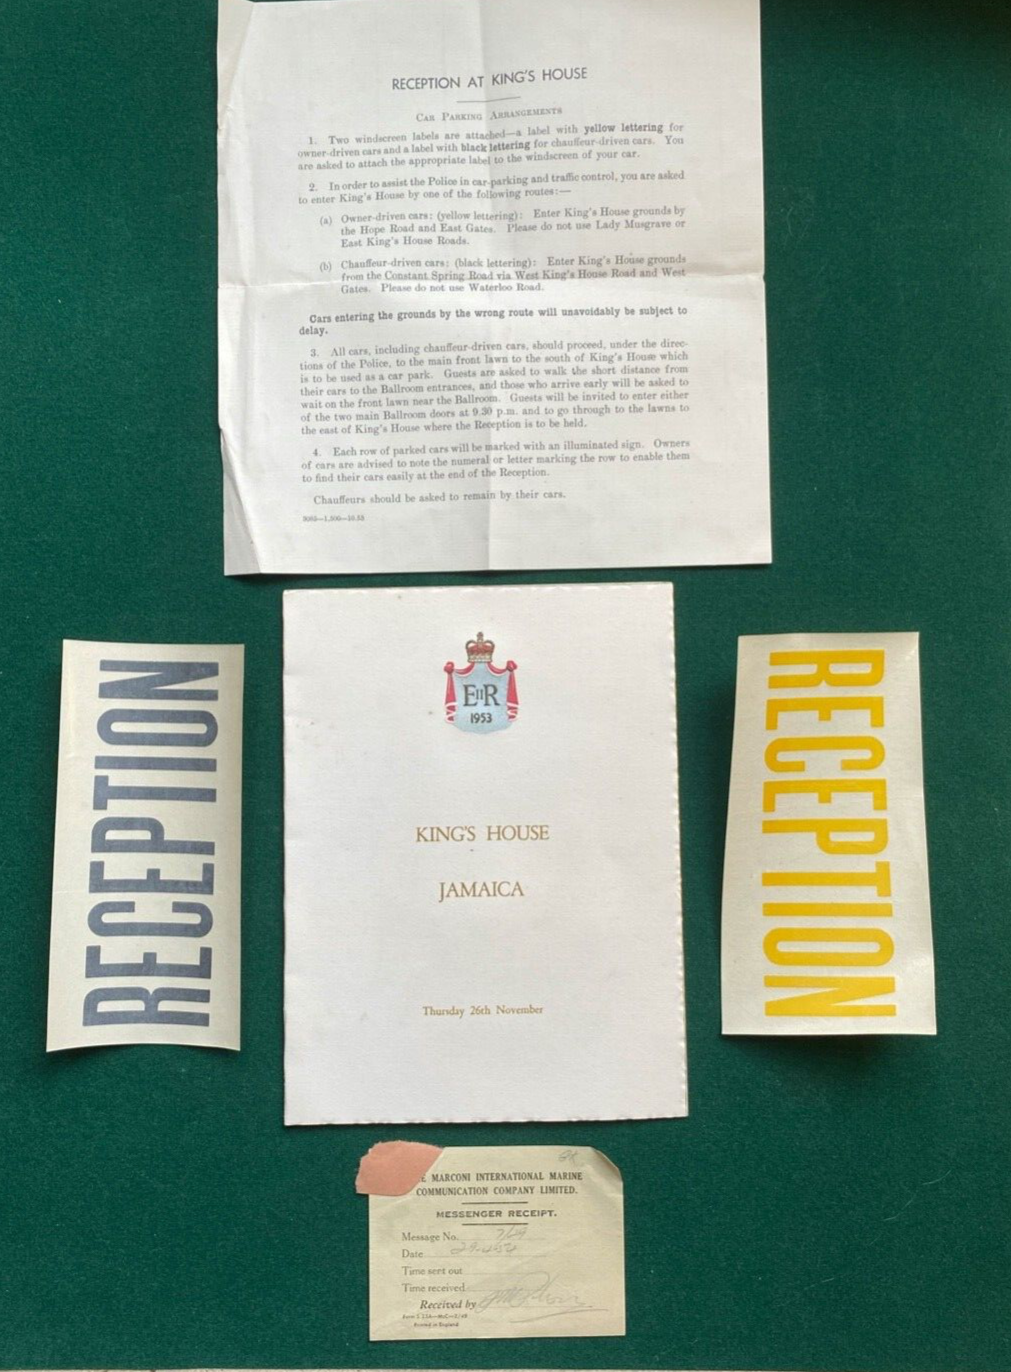 RECEPTION AT KING'S HOUSE
Car Parking Arrangements
1. Two windscreen labels are attached—a label with yellow lettering for
owner-driven cars and a label with black lettering for chauffeur-driven cars. You
are asked to attach the appropriate label to the windscreen of your car.
2. In order to assist the Police in car-parking and traffic control, you are asked
to enter King's House by one of the following routes:—
(a) Owner-driven cars: (yellow lettering): Enter King's House grounds by
the Hope Road and East Gates. Please do not use Lady Musgrave or
East King's House Roads.
(b) Chauffeur-driven cars: (black lettering): Enter King's House grounds
from the Constant Spring Road via West King's House Road and West
Gates. Please do not use Waterloo Road.
Cars entering the grounds by the wrong route will unavoidably be subject to
delay.
3. All cars, including chauffeur-driven cars, should proceed, under the direc-
tions of the Police, to the main front lawn to the south of King's House which
is to be used as a car park. Guests are asked to walk the short distance from
their cars to the Ballroom entrances, and those who arrive early will be asked to
wait on the front lawn near the Ballroom. Guests will be invited to enter either
of the two main Ballroom doors at 9.30 p.m. and to go through to the lawns to
the east of King's House where the Reception is to be held.
4. Each row of parked cars will be marked with an illuminated sign. Owners
of cars are advised to note the numeral or letter marking the row to enable them
to find their cars easily at the end of the Reception.
Chauffeurs should be asked to remain by their cars.
RECEPTION
EIIR
1953
KING'S HOUSE
JAMAICA
Thursday 26th November
RECEPTION
MARCONI INTERNATIONAL MARINE
COMMUNICATION COMPANY LIMITED.
MESSENGER RECEIPT.
Message No.
Date
Time sent out
Time received
Received by
Printed in England